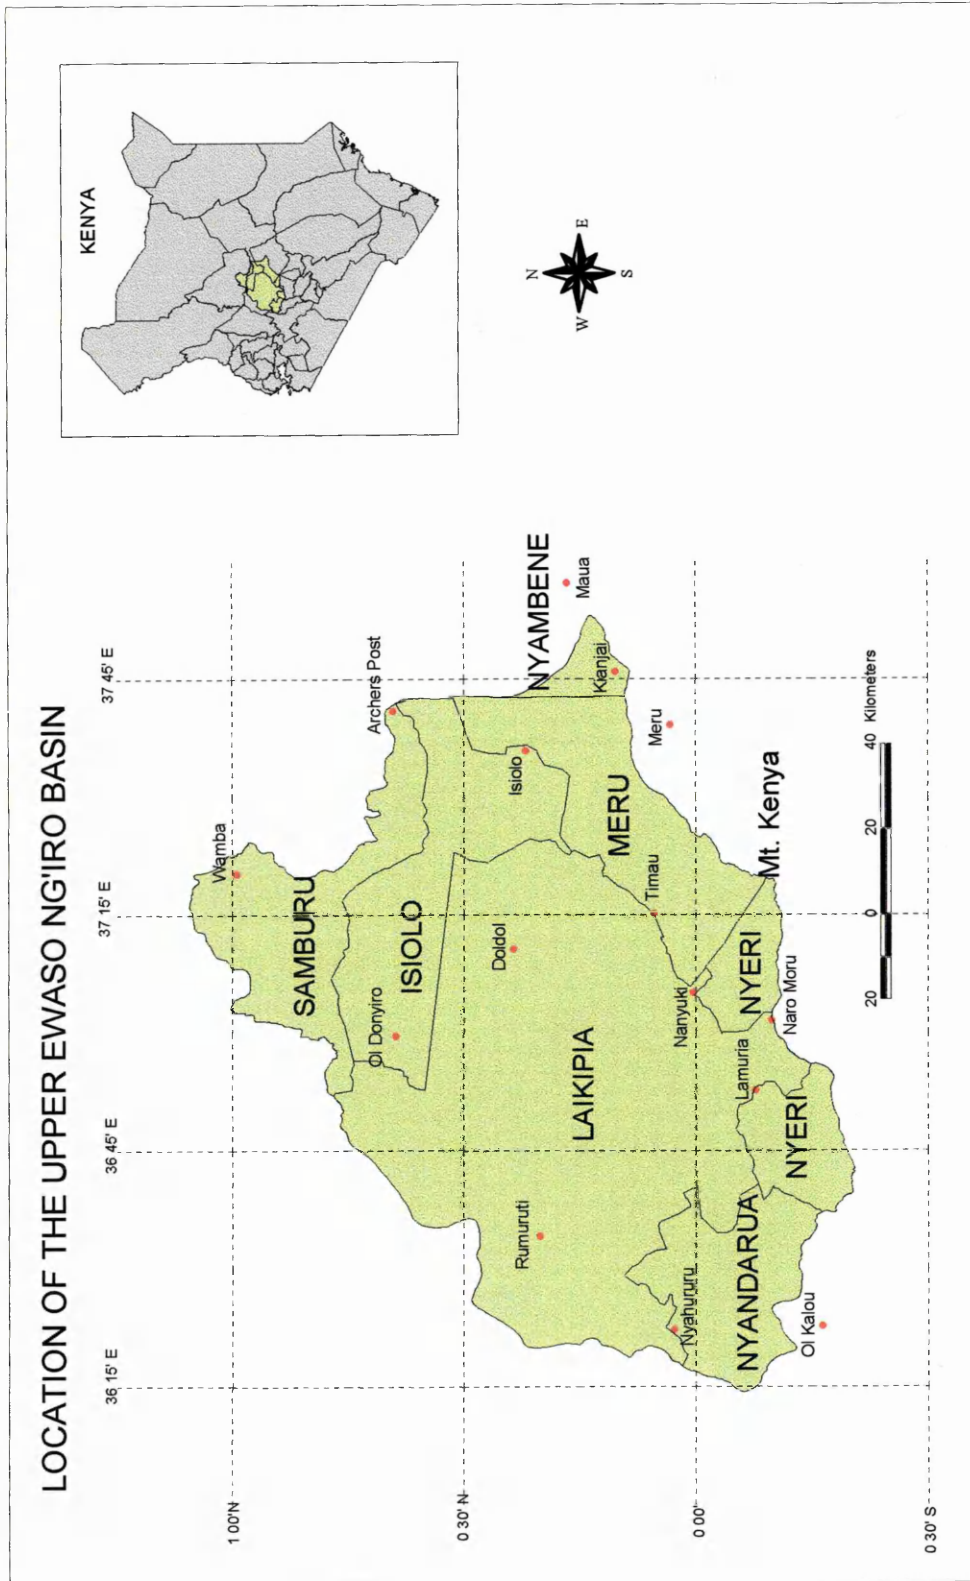 LOCATION OF THE UPPER EWASO NG'IRO BASIN
36 15' E
36 45' E
37 15' E
37 45' E
1 00'N
0 30' N
0 00'
0 30' S
Wamba
SAMBURU
Archers Post
Ol Donyiro
ISIOLO
NYAMBENE
Maua
Doldol
Isiolo
Kianjai
Rumuruti
LAIKIPIA
MERU
Meru
Timau
Nanyuki
Mt. Kenya
Nyahururu
Lamuria
NYERI
Naro Moru
NYANDARUA
NYERI
Ol Kalou
20
0
20
40
Kilometers
KENYA
N
W
E
S